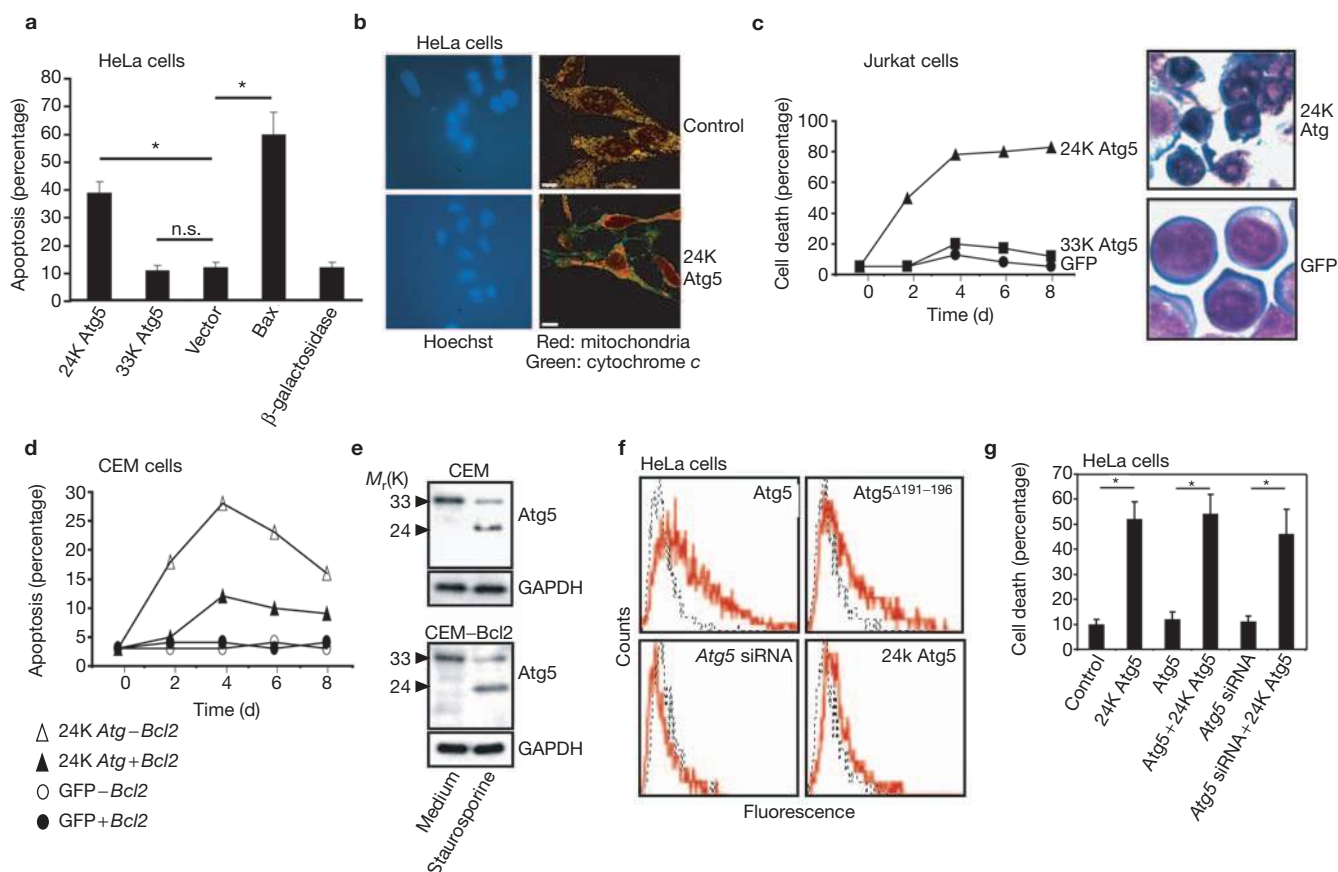 a
HeLa cells
Apoptosis (percentage)
80
70
60
50
40
30
20
10
0
*
*
n.s.
24K Atg5
33K Atg5
Vector
Bax
β-galactosidase
b
HeLa cells
Control
24K
Atg5
Hoechst
Red: mitochondria
Green: cytochrome c
c
Jurkat cells
Cell death (percentage)
100
80
60
40
20
0
24K Atg5
33K Atg5
GFP
0 2 4 6 8
Time (d)
24K
Atg
GFP
d
CEM cells
Apoptosis (percentage)
30
25
20
15
10
5
0
0 2 4 6 8
Time (d)
24K Atg–Bcl2
24K Atg+Bcl2
GFP–Bcl2
GFP+Bcl2
e
Mr(K)
CEM
33
24
Atg5
GAPDH
CEM–Bcl2
33
24
Atg5
GAPDH
Medium
Staurosporine
f
HeLa cells
Atg5
Atg5Δ191–196
Counts
Atg5 siRNA
24k Atg5
Fluorescence
g
HeLa cells
Cell death (percentage)
70
60
50
40
30
20
10
0
*
*
*
Control
24K Atg5
Atg5
Atg5+24K Atg5
Atg5 siRNA
Atg5 siRNA+24K Atg5